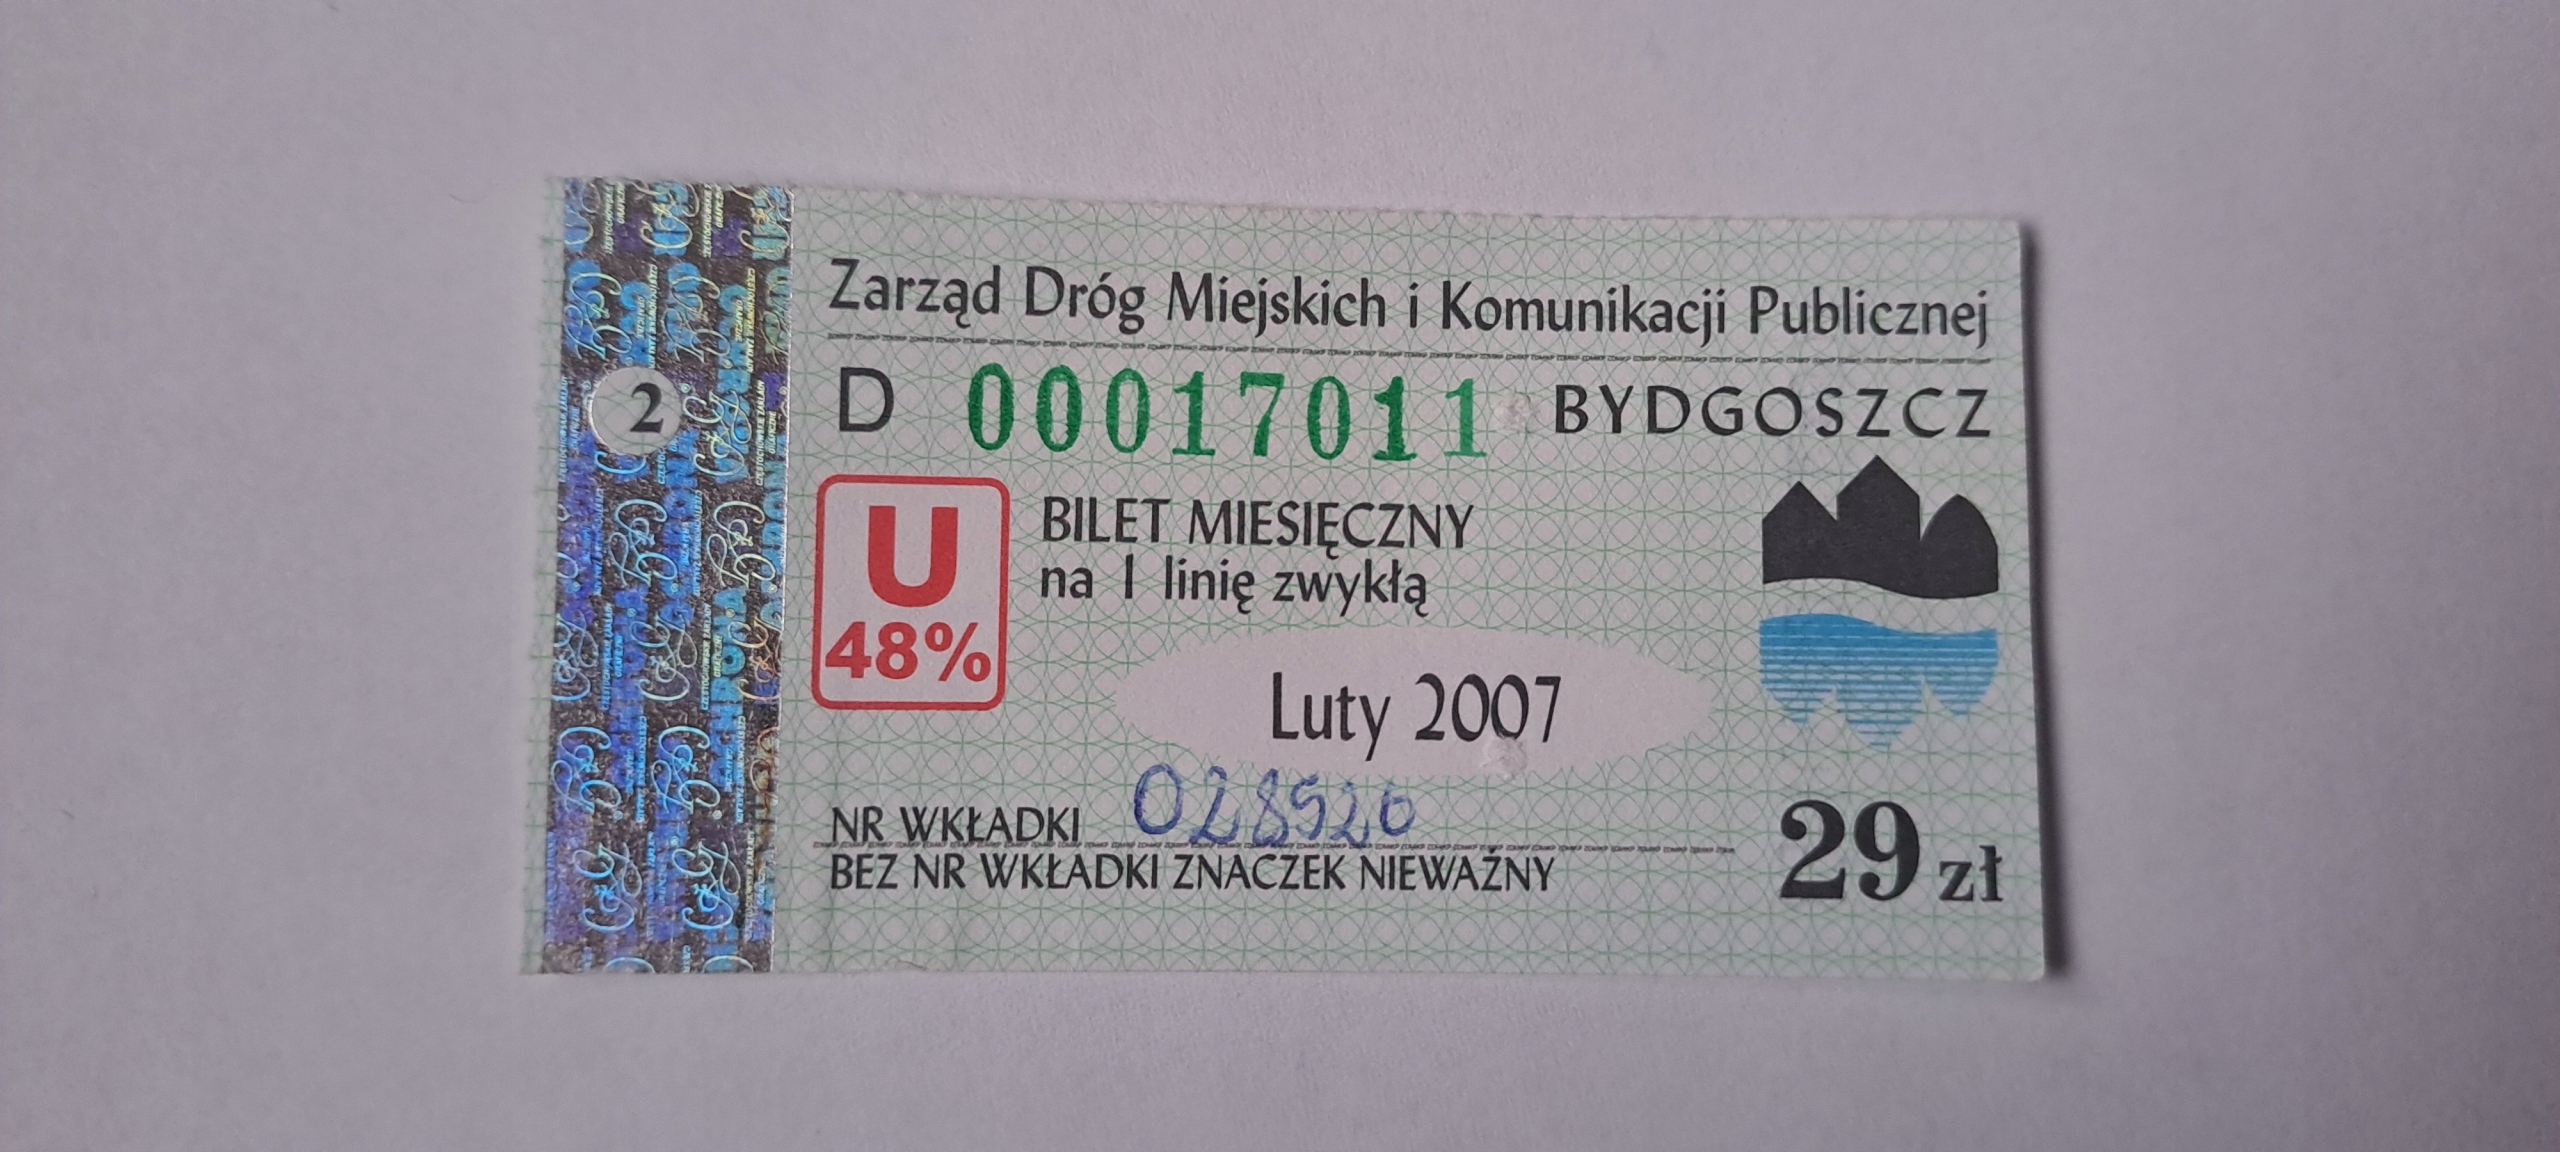 Zarząd Dróg Miejskich i Komunikacji Publicznej
2
D 00017011 BYDGOSZCZ
U
48%
BILET MIESIĘCZNY
na 1 linię zwykłą
Luty 2007
NR WKŁADKI 028520
BEZ NR WKŁADKI ZNACZEK NIEWAŻNY
29 zł